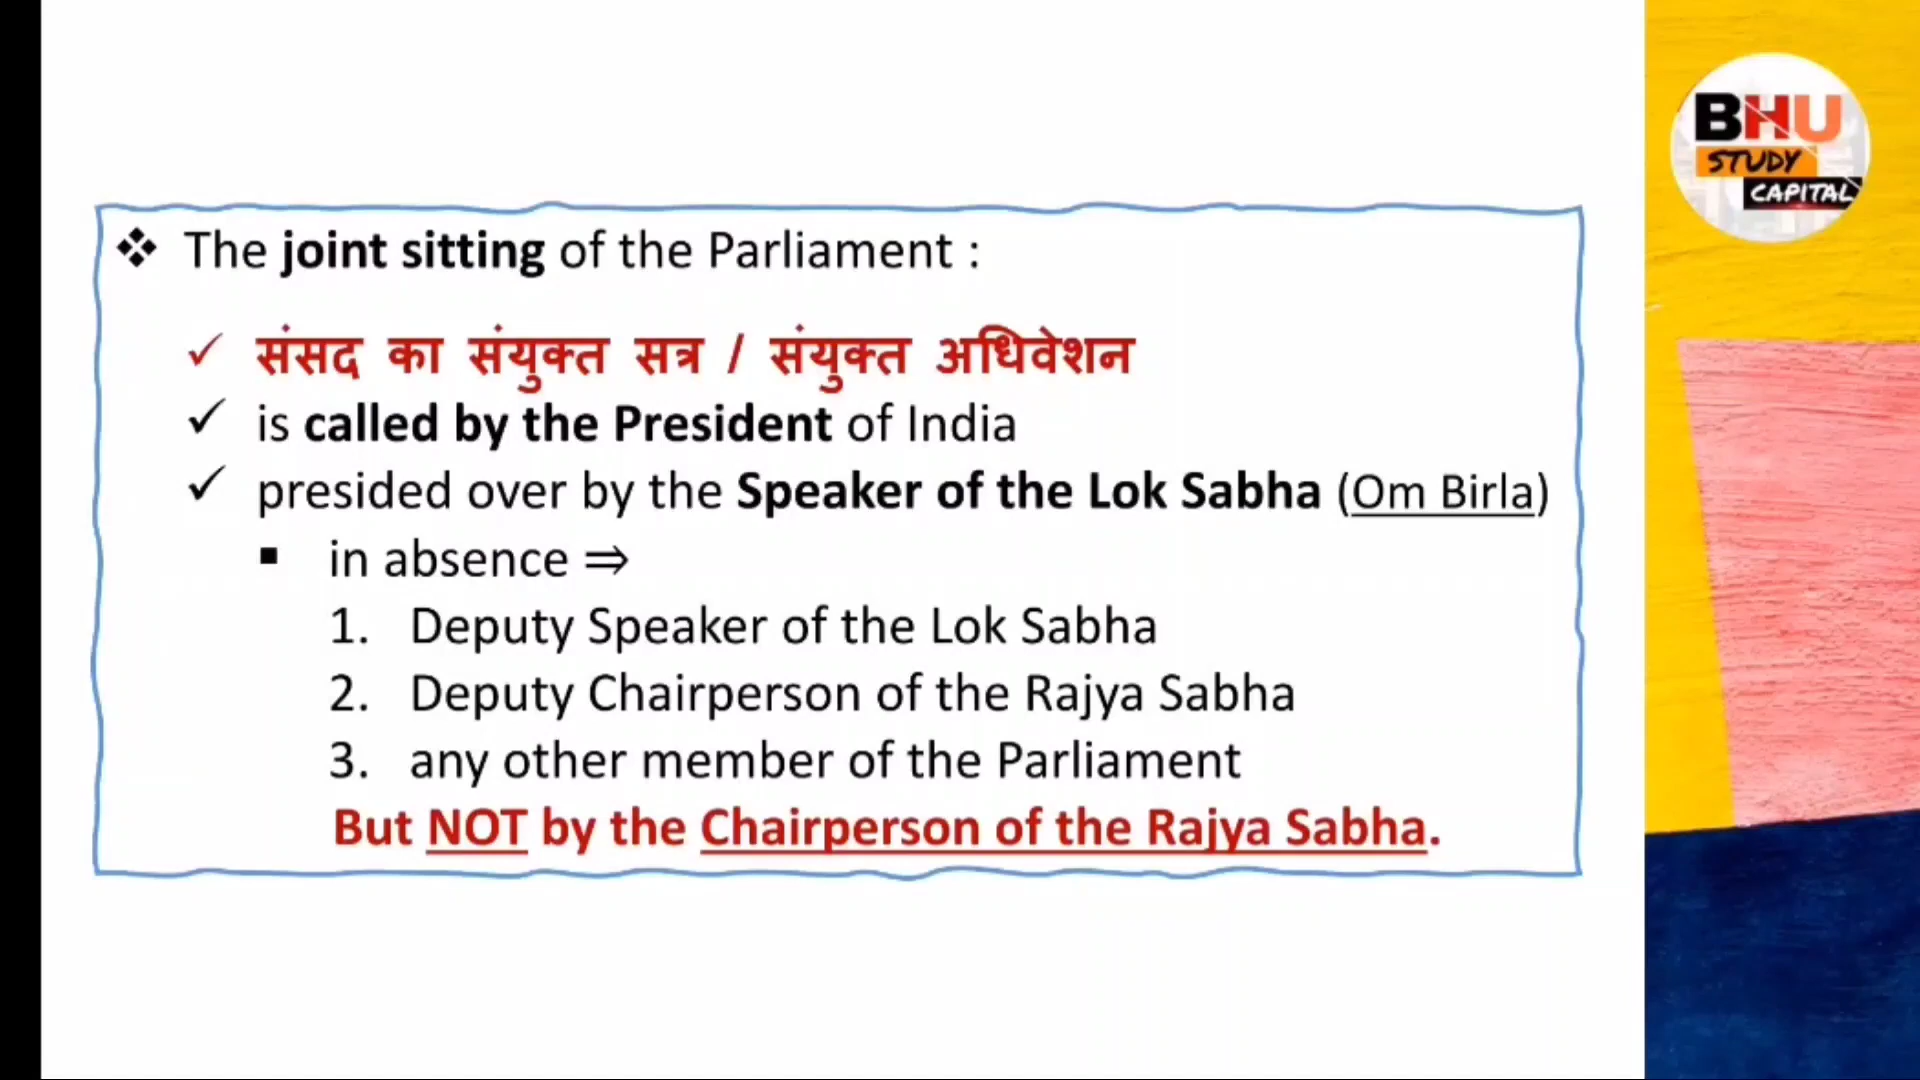 BHU
STUDY
CAPITAL
❖ The joint sitting of the Parliament :
✓ संसद का संयुक्त सत्र / संयुक्त अधिवेशन
✓ is called by the President of India
✓ presided over by the Speaker of the Lok Sabha (Om Birla)
▪ in absence ⇒
1. Deputy Speaker of the Lok Sabha
2. Deputy Chairperson of the Rajya Sabha
3. any other member of the Parliament
But NOT by the Chairperson of the Rajya Sabha.